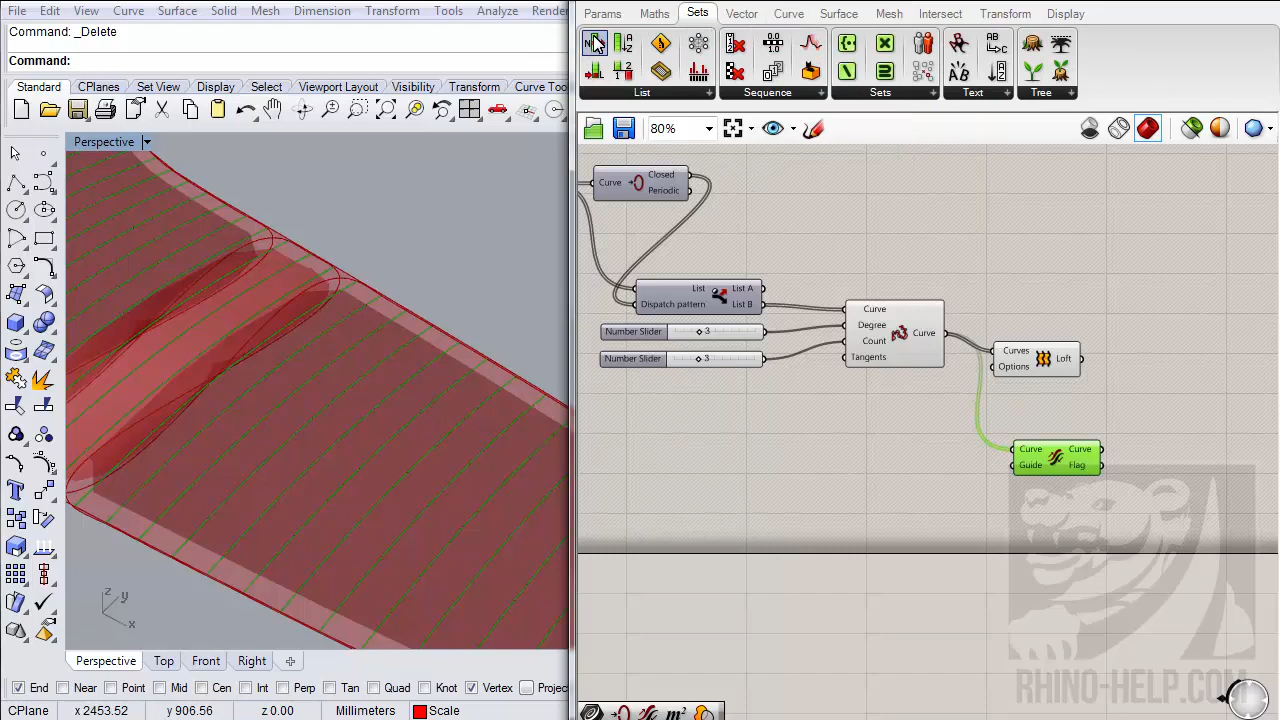 File Edit View Curve Surface Solid Mesh Dimension Transform Tools Analyze Render
Command: _Delete
Command:
Standard CPlanes Set View Display Select Viewport Layout Visibility Transform Curve Too
Perspective
z
y
x
Perspective Top Front Right
End Near Point Mid Cen Int Perp Tan Quad Knot Vertex Project
CPlane x 2453.52 y 906.56 z 0.00 Millimeters Scale
Params Maths Sets Vector Curve Surface Mesh Intersect Transform Display
List Sequence Sets Text Tree
80%
Curve Closed
Periodic
List List A
Dispatch pattern List B
Number Slider 3
Number Slider 3
Curve
Degree
Count
Tangents
Curve
Curves
Options
Loft
Curve Curve
Guide Flag
m²
RHINO-HELP.COM